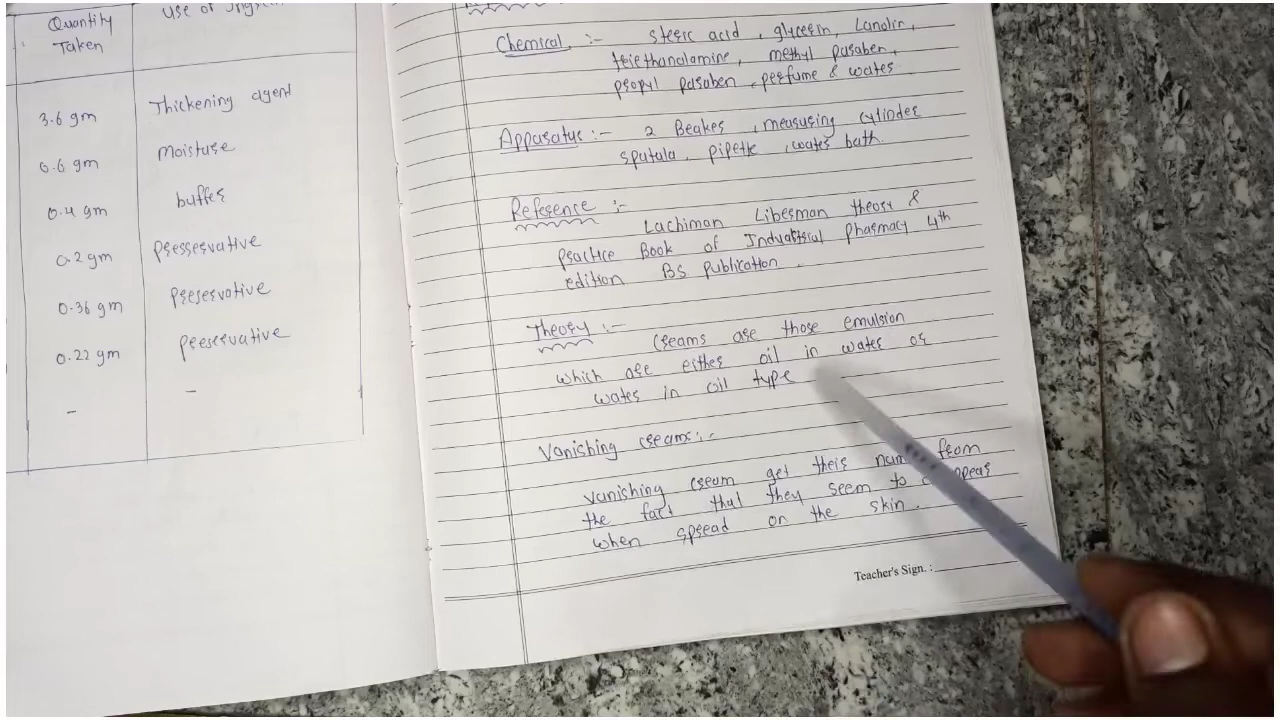 Quantity
Taken
Use of
3.6 gm
Thickening agent
0.6 gm
Moisture
0.4 gm
buffer
0.2 gm
Presservative
0.36 gm
Preservative
0.22 gm
preservative
-
-
Chemical :- Steric acid , glycerin, Lanolin,
triethanolamine, methyl paraben,
propyl paraben , perfume & water
Apparatus :- 2 Beaker , measuring cylinder
spatula, pipette , water bath.
Reference :-
Lachiman Liberman theory &
practice Book of Industrical pharmacy 4th
edition BS publication .
Theory :-
creams are those emulsion
which are either oil in water or
water in oil type
Vanishing creams:-
vanishing cream get their from
the fact that they seem to
when spread on the skin.
Teacher's Sign. :